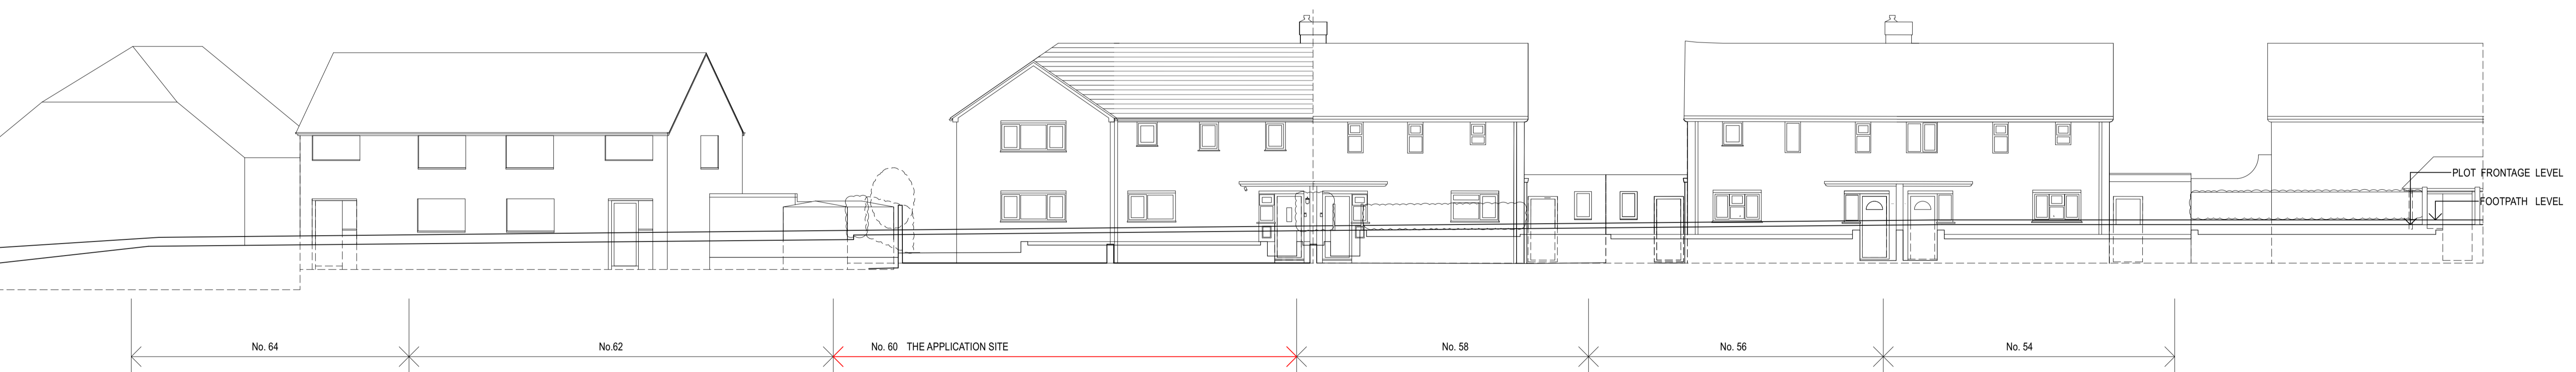 PLOT FRONTAGE LEVEL
FOOTPATH LEVEL
No. 64
No.62
No. 60 THE APPLICATION SITE
No. 58
No. 56
No. 54